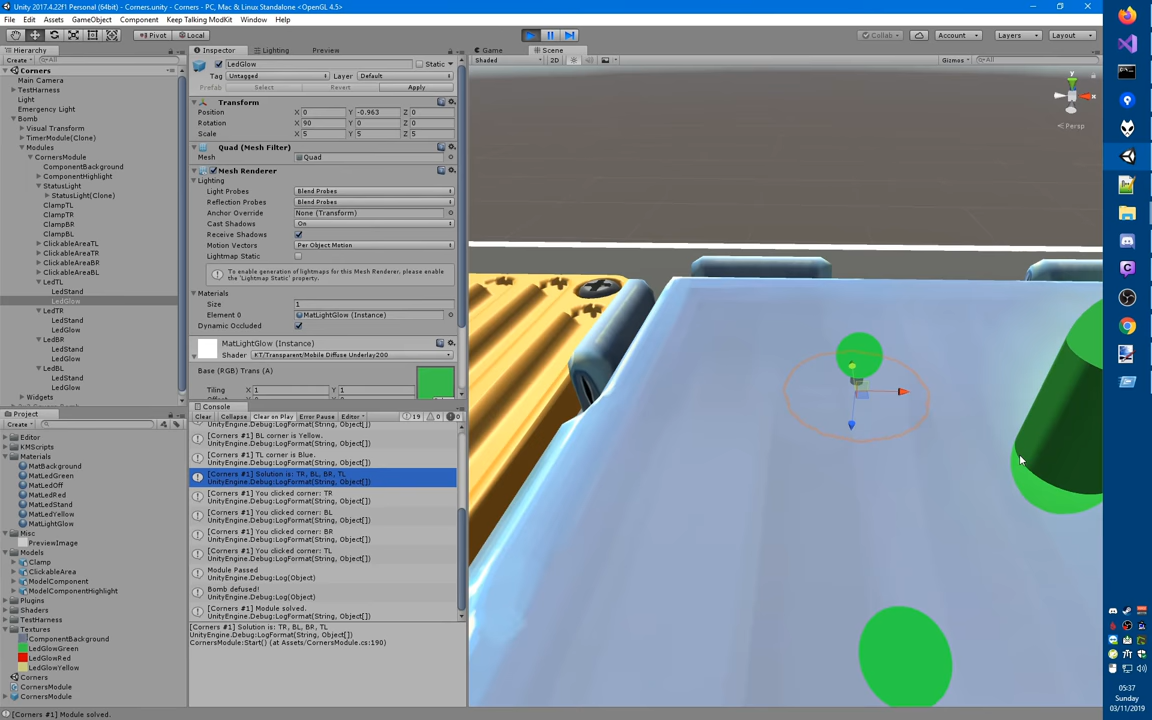 Unity 2017.4.22f1 Personal (64bit) - Corners.unity - Corners - PC, Mac & Linux Standalone <OpenGL 4.5>
File Edit Assets GameObject Component Keep Talking ModKit Window Help
Pivot Local Collab Account Layers Layout
Hierarchy
Create All
Corners
Main Camera
TestHarness
Light
Emergency Light
Bomb
Visual Transform
TimerModule(Clone)
Modules
CornersModule
ComponentBackground
ComponentHighlight
StatusLight
StatusLight(Clone)
ClampTL
ClampTR
ClampBR
ClampBL
ClickableAreaTL
ClickableAreaTR
ClickableAreaBR
ClickableAreaBL
LedTL
LedStand
LedGlow
LedTR
LedStand
LedGlow
LedBR
LedStand
LedGlow
LedBL
LedStand
LedGlow
Widgets
Project
Create
Editor
KMScripts
Materials
MatBackground
MatLedGreen
MatLedOff
MatLedRed
MatLedStand
MatLedYellow
MatLightGlow
Misc
PreviewImage
Models
Clamp
ClickableArea
ModelComponent
ModelComponentHighlight
Plugins
Shaders
TestHarness
Textures
ComponentBackground
LedGlowGreen
LedGlowRed
LedGlowYellow
Corners
CornersModule
CornersModule
Inspector Lighting Preview
LedGlow Static
Tag Untagged Layer Default
Prefab Select Revert Apply
Transform
Position X 0 Y -0.963 Z 0
Rotation X 90 Y 0 Z 0
Scale X 5 Y 5 Z 5
Quad (Mesh Filter)
Mesh Quad
Mesh Renderer
Lighting
Light Probes Blend Probes
Reflection Probes Blend Probes
Anchor Override None (Transform)
Cast Shadows On
Receive Shadows
Motion Vectors Per Object Motion
Lightmap Static
To enable generation of lightmaps for this Mesh Renderer, please enable
the 'Lightmap Static' property.
Materials
Size 1
Element 0 MatLightGlow (Instance)
Dynamic Occluded
MatLightGlow (Instance)
Shader KT/Transparent/Mobile Diffuse Underlay200
Base (RGB) Trans (A)
Tiling X 1 Y 1
Console
Clear Collapse Clear on Play Error Pause Editor 19 0 0
UnityEngine.Debug:LogFormat(String, Object[])
[Corners #1] BL corner is Yellow.
UnityEngine.Debug:LogFormat(String, Object[])
[Corners #1] TL corner is Blue.
UnityEngine.Debug:LogFormat(String, Object[])
[Corners #1] Solution is: TR, BL, BR, TL
UnityEngine.Debug:LogFormat(String, Object[])
[Corners #1] You clicked corner: TR
UnityEngine.Debug:LogFormat(String, Object[])
[Corners #1] You clicked corner: BL
UnityEngine.Debug:LogFormat(String, Object[])
[Corners #1] You clicked corner: BR
UnityEngine.Debug:LogFormat(String, Object[])
[Corners #1] You clicked corner: TL
UnityEngine.Debug:LogFormat(String, Object[])
Module Passed
UnityEngine.Debug:Log(Object)
Bomb defused!
UnityEngine.Debug:Log(Object)
[Corners #1] Module solved.
UnityEngine.Debug:LogFormat(String, Object[])
[Corners #1] Solution is: TR, BL, BR, TL
UnityEngine.Debug:LogFormat(String, Object[])
CornersModule:Start() (at Assets/CornersModule.cs:190)
Game Scene
Shaded 2D Gizmos All
y
x
Persp
[Corners #1] Module solved.
05:37
Sunday
03/11/2019